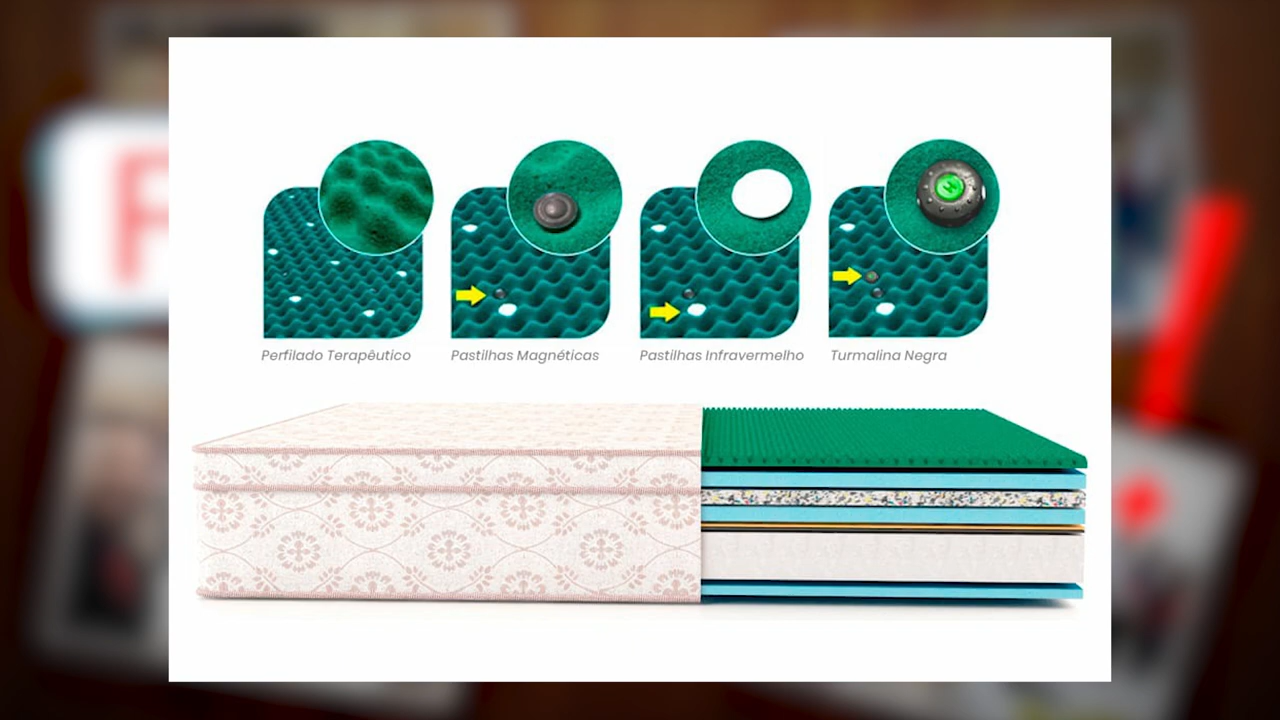 Perfilado Terapêutico
Pastilhas Magnéticas
Pastilhas Infravermelho
Turmalina Negra